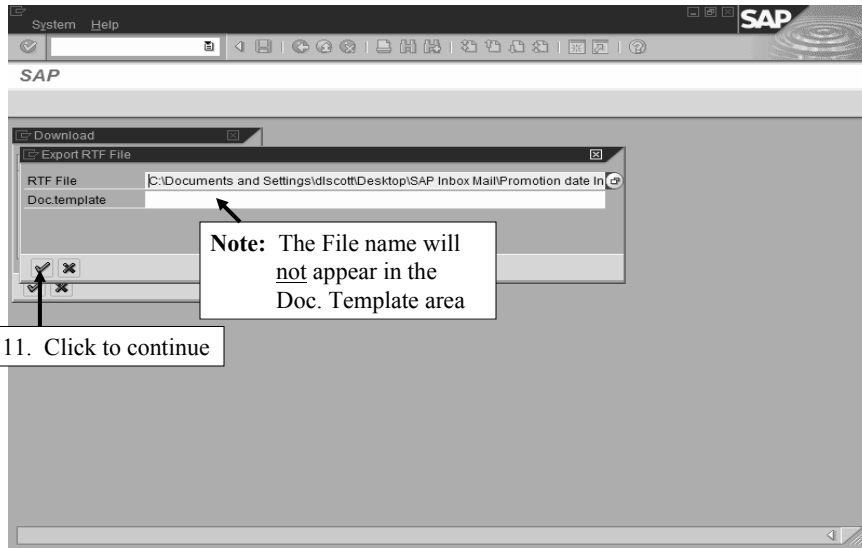 System Help
SAP
SAP
Download
Export RTF File
RTF File C:\Documents and Settings\dlscott\Desktop\SAP Inbox Mail\Promotion date In
Doc.template
Note: The File name will
not appear in the
Doc. Template area
11. Click to continue